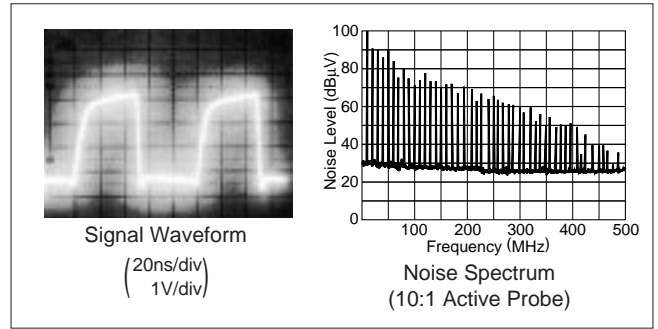 Signal Waveform
(20ns/div
1V/div)
100
80
60
40
20
0
Noise Level (dBμV)
100 200 300 400 500
Frequency (MHz)
Noise Spectrum
(10:1 Active Probe)